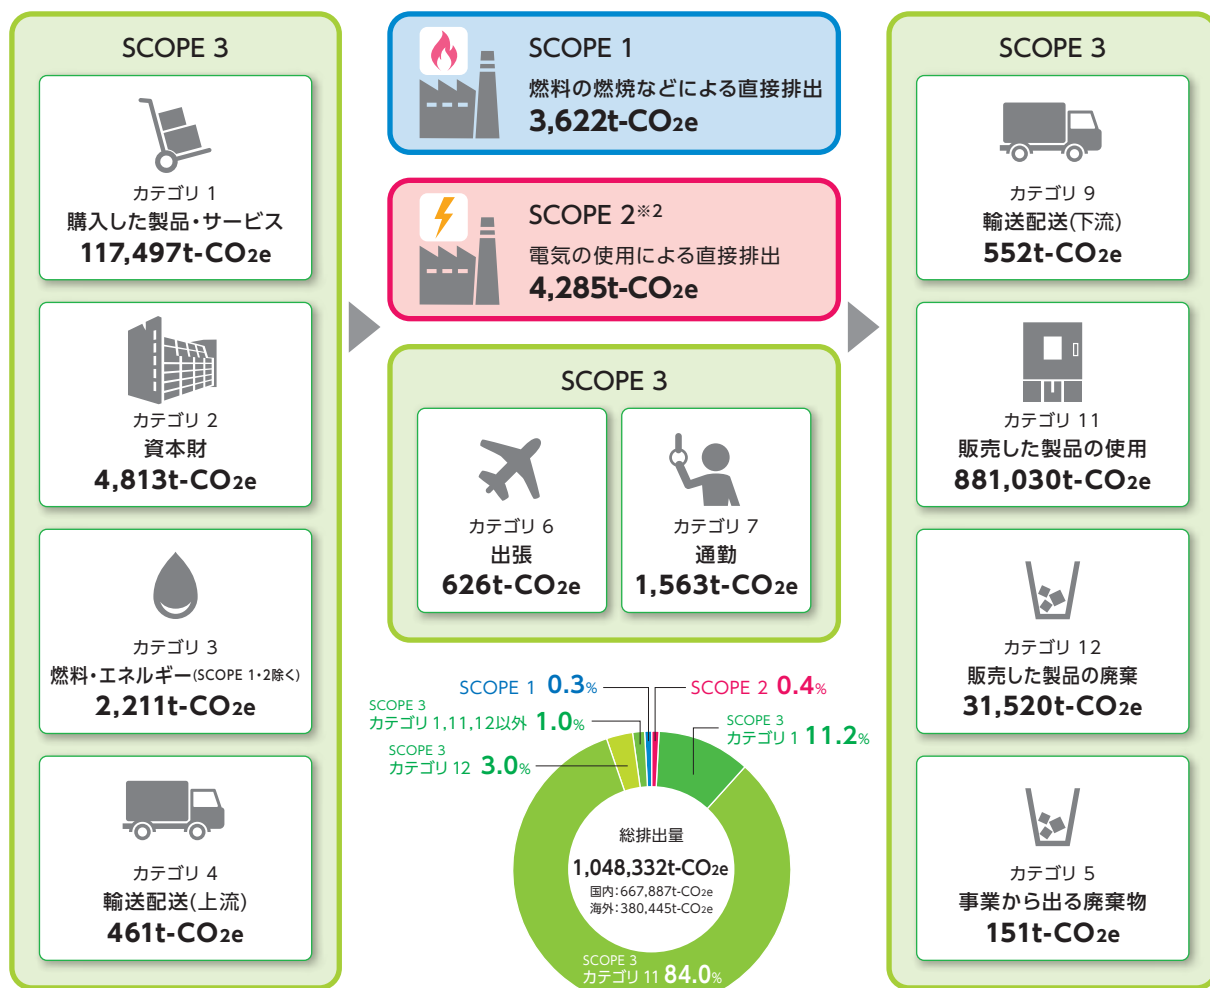 SCOPE 3
カテゴリ 1
購入した製品・サービス
117,497t-CO2e
カテゴリ 2
資本財
4,813t-CO2e
カテゴリ 3
燃料・エネルギー(SCOPE 1・2除く)
2,211t-CO2e
カテゴリ 4
輸送配送(上流)
461t-CO2e
SCOPE 1
燃料の燃焼などによる直接排出
3,622t-CO2e
SCOPE 2※2
電気の使用による直接排出
4,285t-CO2e
SCOPE 3
カテゴリ 6
出張
626t-CO2e
カテゴリ 7
通勤
1,563t-CO2e
SCOPE 1 0.3%
SCOPE 2 0.4%
SCOPE 3
カテゴリ 1,11,12以外 1.0%
SCOPE 3
カテゴリ 1 11.2%
SCOPE 3
カテゴリ 12 3.0%
総排出量
1,048,332t-CO2e
国内:667,887t-CO2e
海外:380,445t-CO2e
SCOPE 3
カテゴリ 11 84.0%
SCOPE 3
カテゴリ 9
輸送配送(下流)
552t-CO2e
カテゴリ 11
販売した製品の使用
881,030t-CO2e
カテゴリ 12
販売した製品の廃棄
31,520t-CO2e
カテゴリ 5
事業から出る廃棄物
151t-CO2e